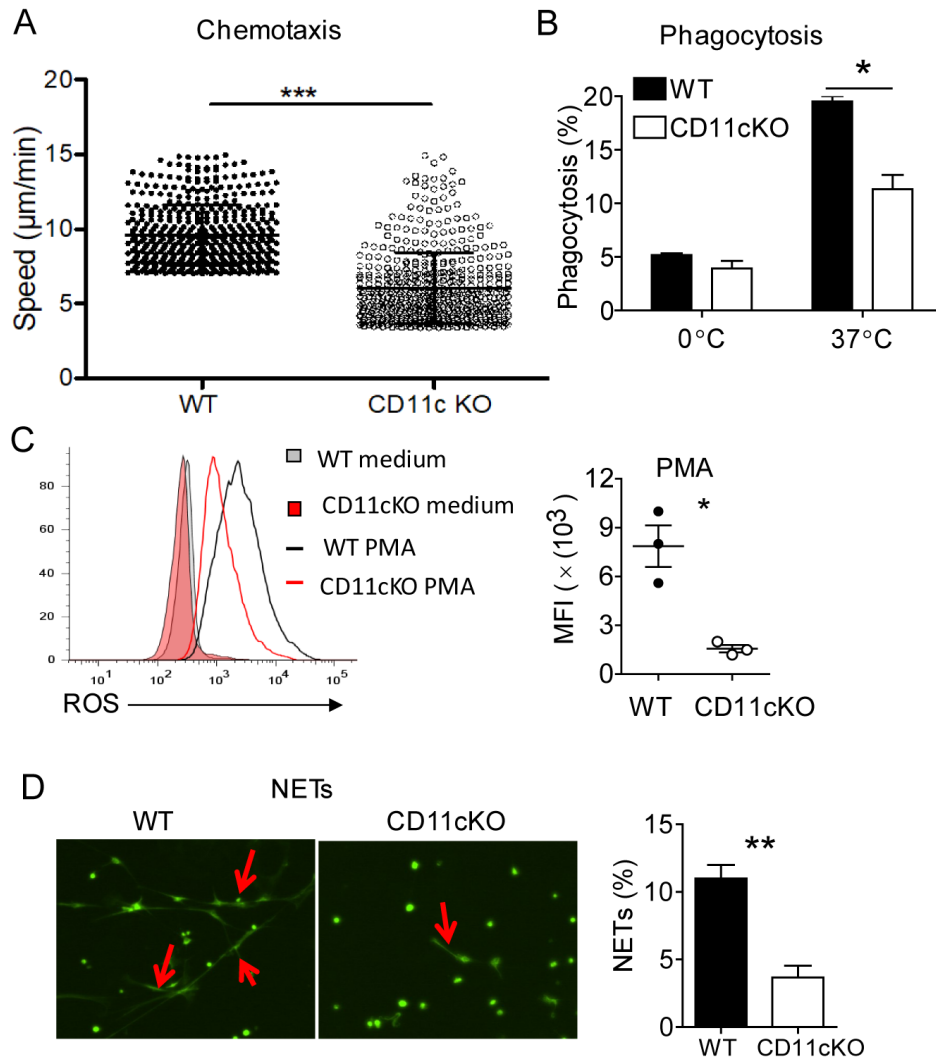 A
Chemotaxis
Speed (μm/min)
20
15
10
5
0
***
WT
CD11c KO
B
Phagocytosis
Phagocytosis (%)
20
15
10
5
0
WT
CD11cKO
*
0°C
37°C
C
80
60
40
20
0
10¹
10²
10³
10⁴
10⁵
ROS
WT medium
CD11cKO medium
WT PMA
CD11cKO PMA
PMA
MFI ( × (10³)
12
9
6
3
0
*
WT
CD11cKO
D
NETs
WT
CD11cKO
NETs (%)
15
10
5
0
**
WT
CD11cKO